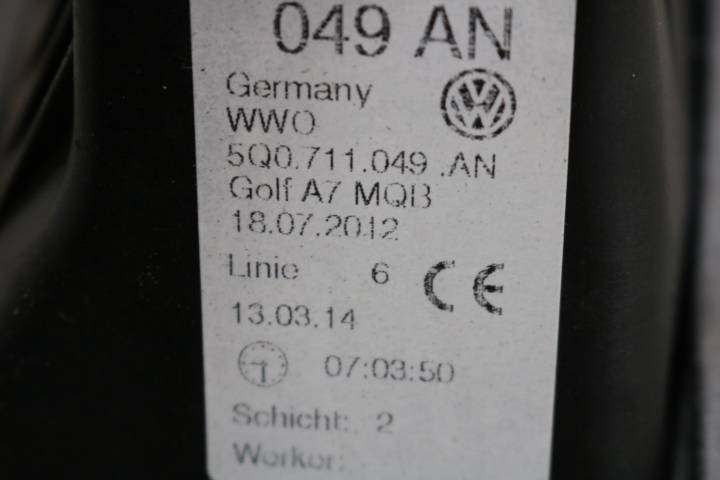 049 AN
Germany
WWO
5Q0.711.049 .AN
Golf A7 MQB
18.07.2012
Linie 6 CE
13.03.14
07:03:50
Schicht: 2
Worker: